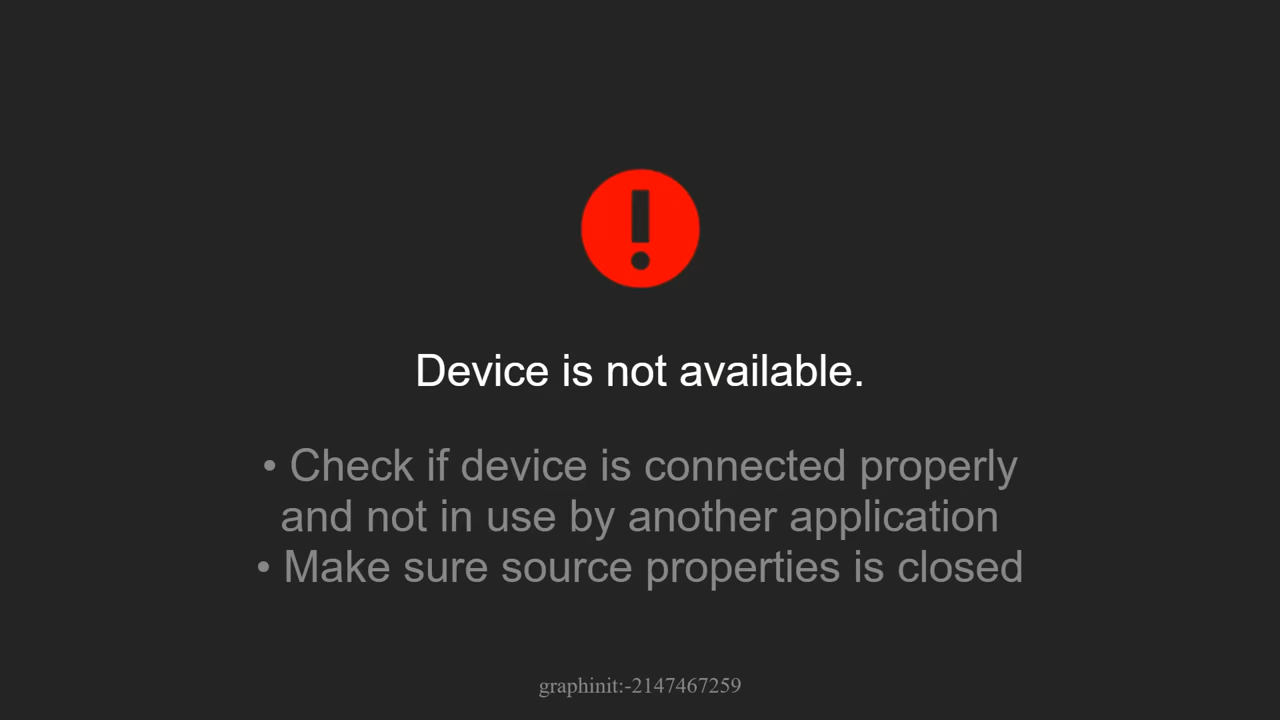 Device is not available.
• Check if device is connected properly
and not in use by another application
• Make sure source properties is closed
graphinit:-2147467259